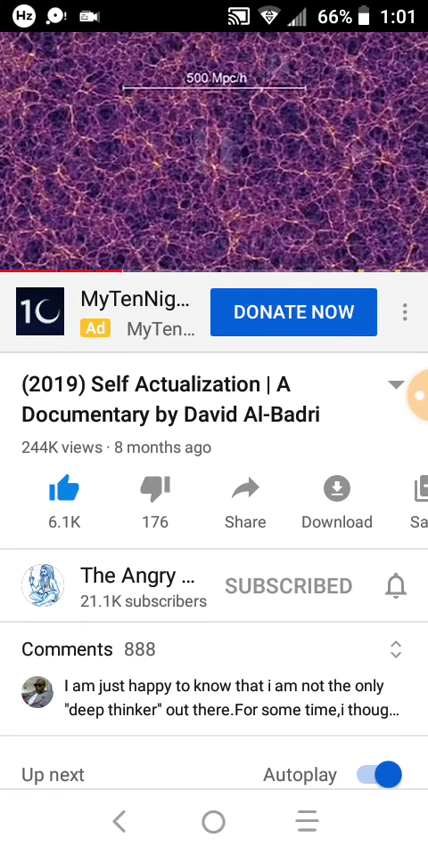 Hz 66% 1:01
500 Mpc/h
MyTenNig...
Ad MyTen...
DONATE NOW
(2019) Self Actualization | A
Documentary by David Al-Badri
244K views · 8 months ago
6.1K 176 Share Download Sa
The Angry ...
21.1K subscribers
SUBSCRIBED
Comments 888
I am just happy to know that i am not the only
"deep thinker" out there.For some time,i thoug...
Up next Autoplay